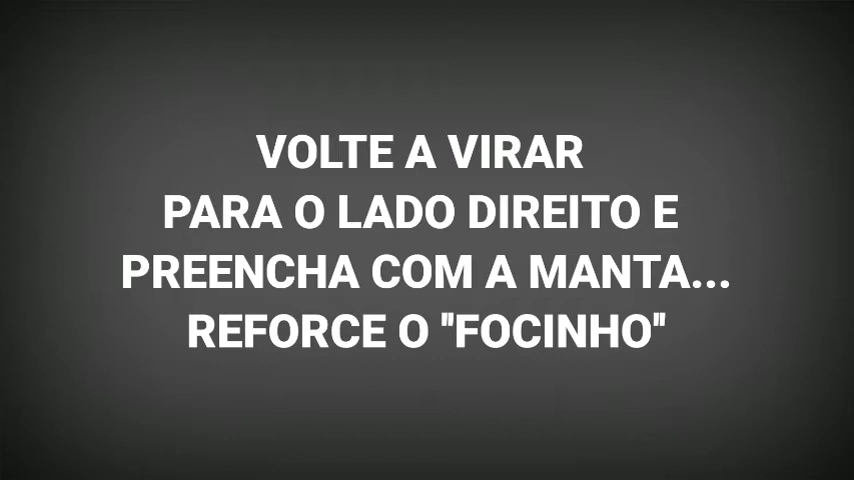 VOLTE A VIRAR
PARA O LADO DIREITO E
PREENCHA COM A MANTA...
REFORCE O "FOCINHO"